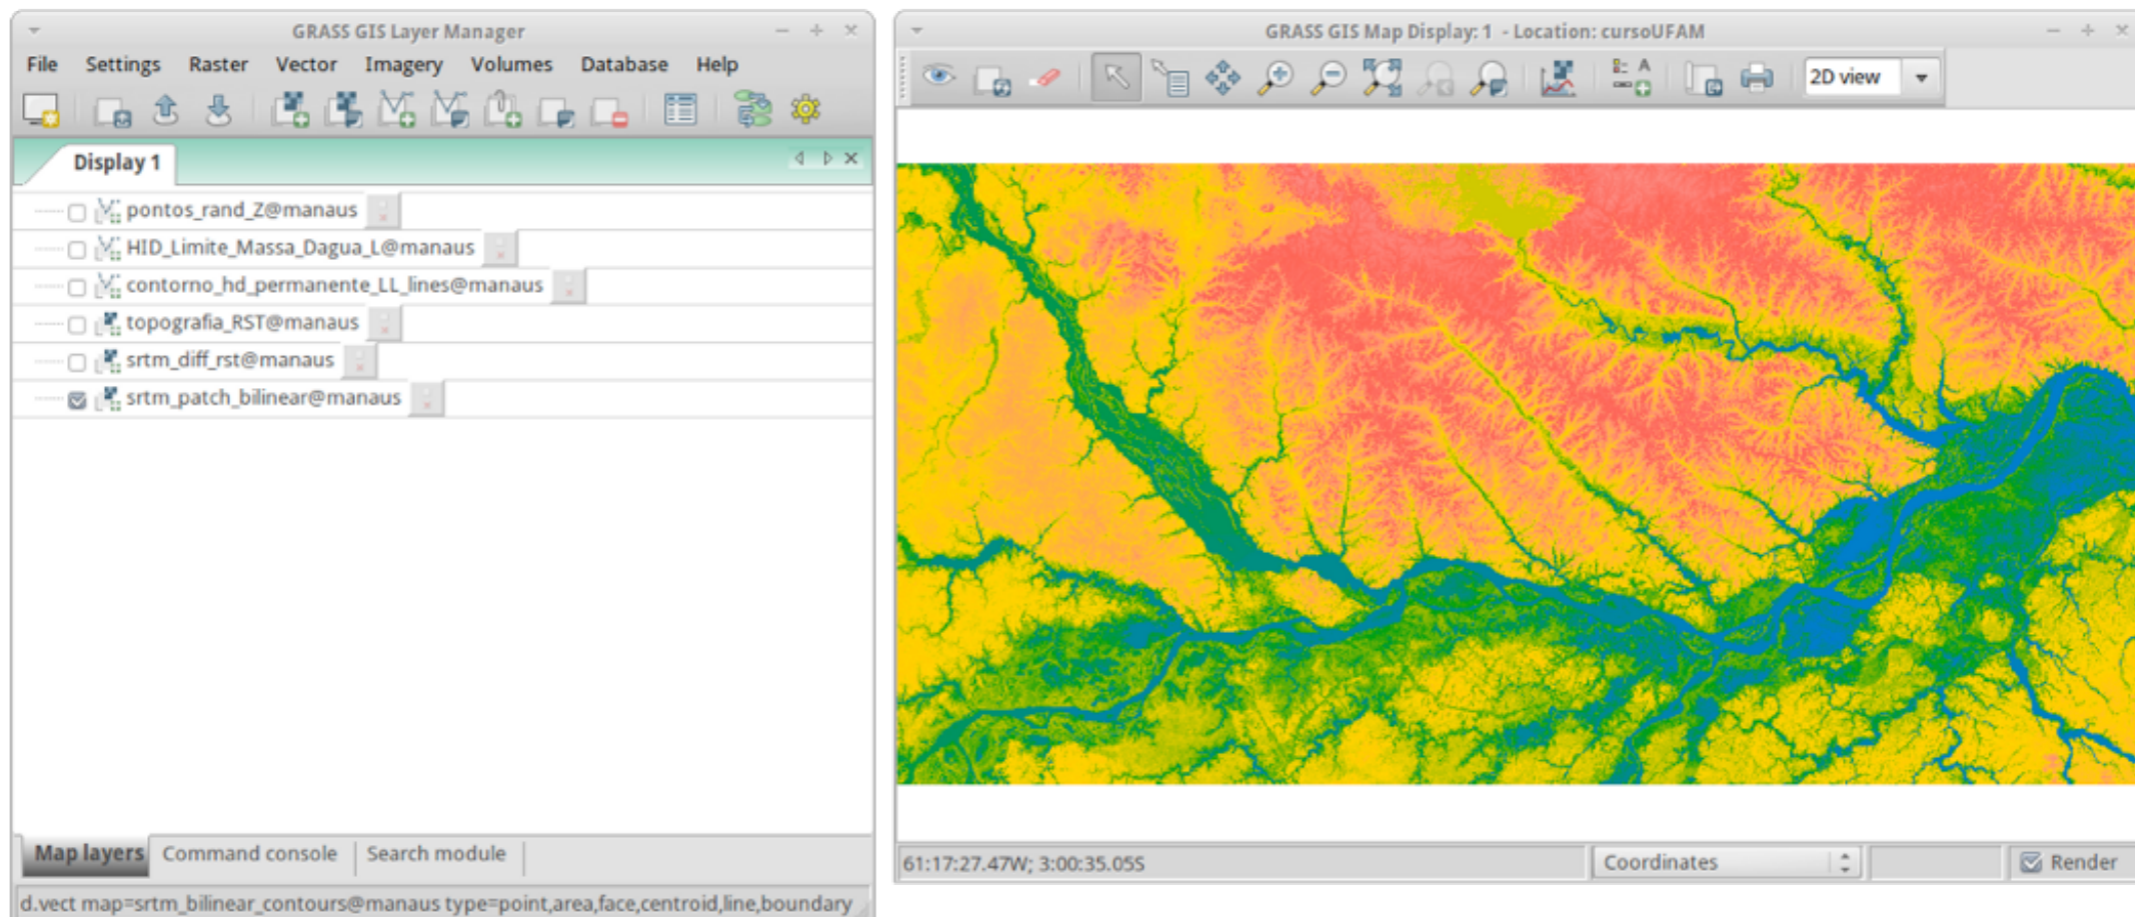 GRASS GIS Layer Manager
File Settings Raster Vector Imagery Volumes Database Help
Display 1
pontos_rand_Z@manaus
HID_Limite_Massa_Dagua_L@manaus
contorno_hd_permanente_LL_lines@manaus
topografia_RST@manaus
srtm_diff_rst@manaus
srtm_patch_bilinear@manaus
Map layers Command console Search module
d.vect map=srtm_bilinear_contours@manaus type=point,area,face,centroid,line,boundary
GRASS GIS Map Display: 1 - Location: cursoUFAM
2D view
61:17:27.47W; 3:00:35.05S
Coordinates
Render